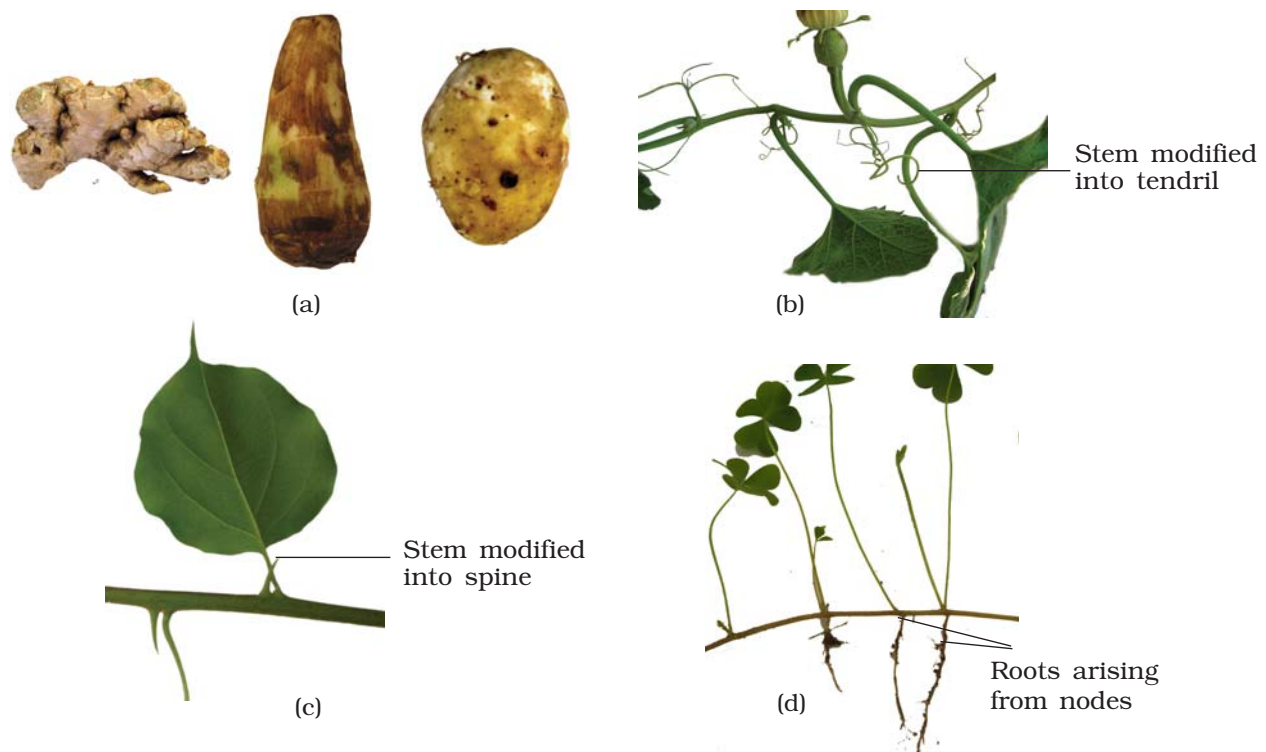 (a)
Stem modified
into tendril
(b)
Stem modified
into spine
(c)
Roots arising
from nodes
(d)